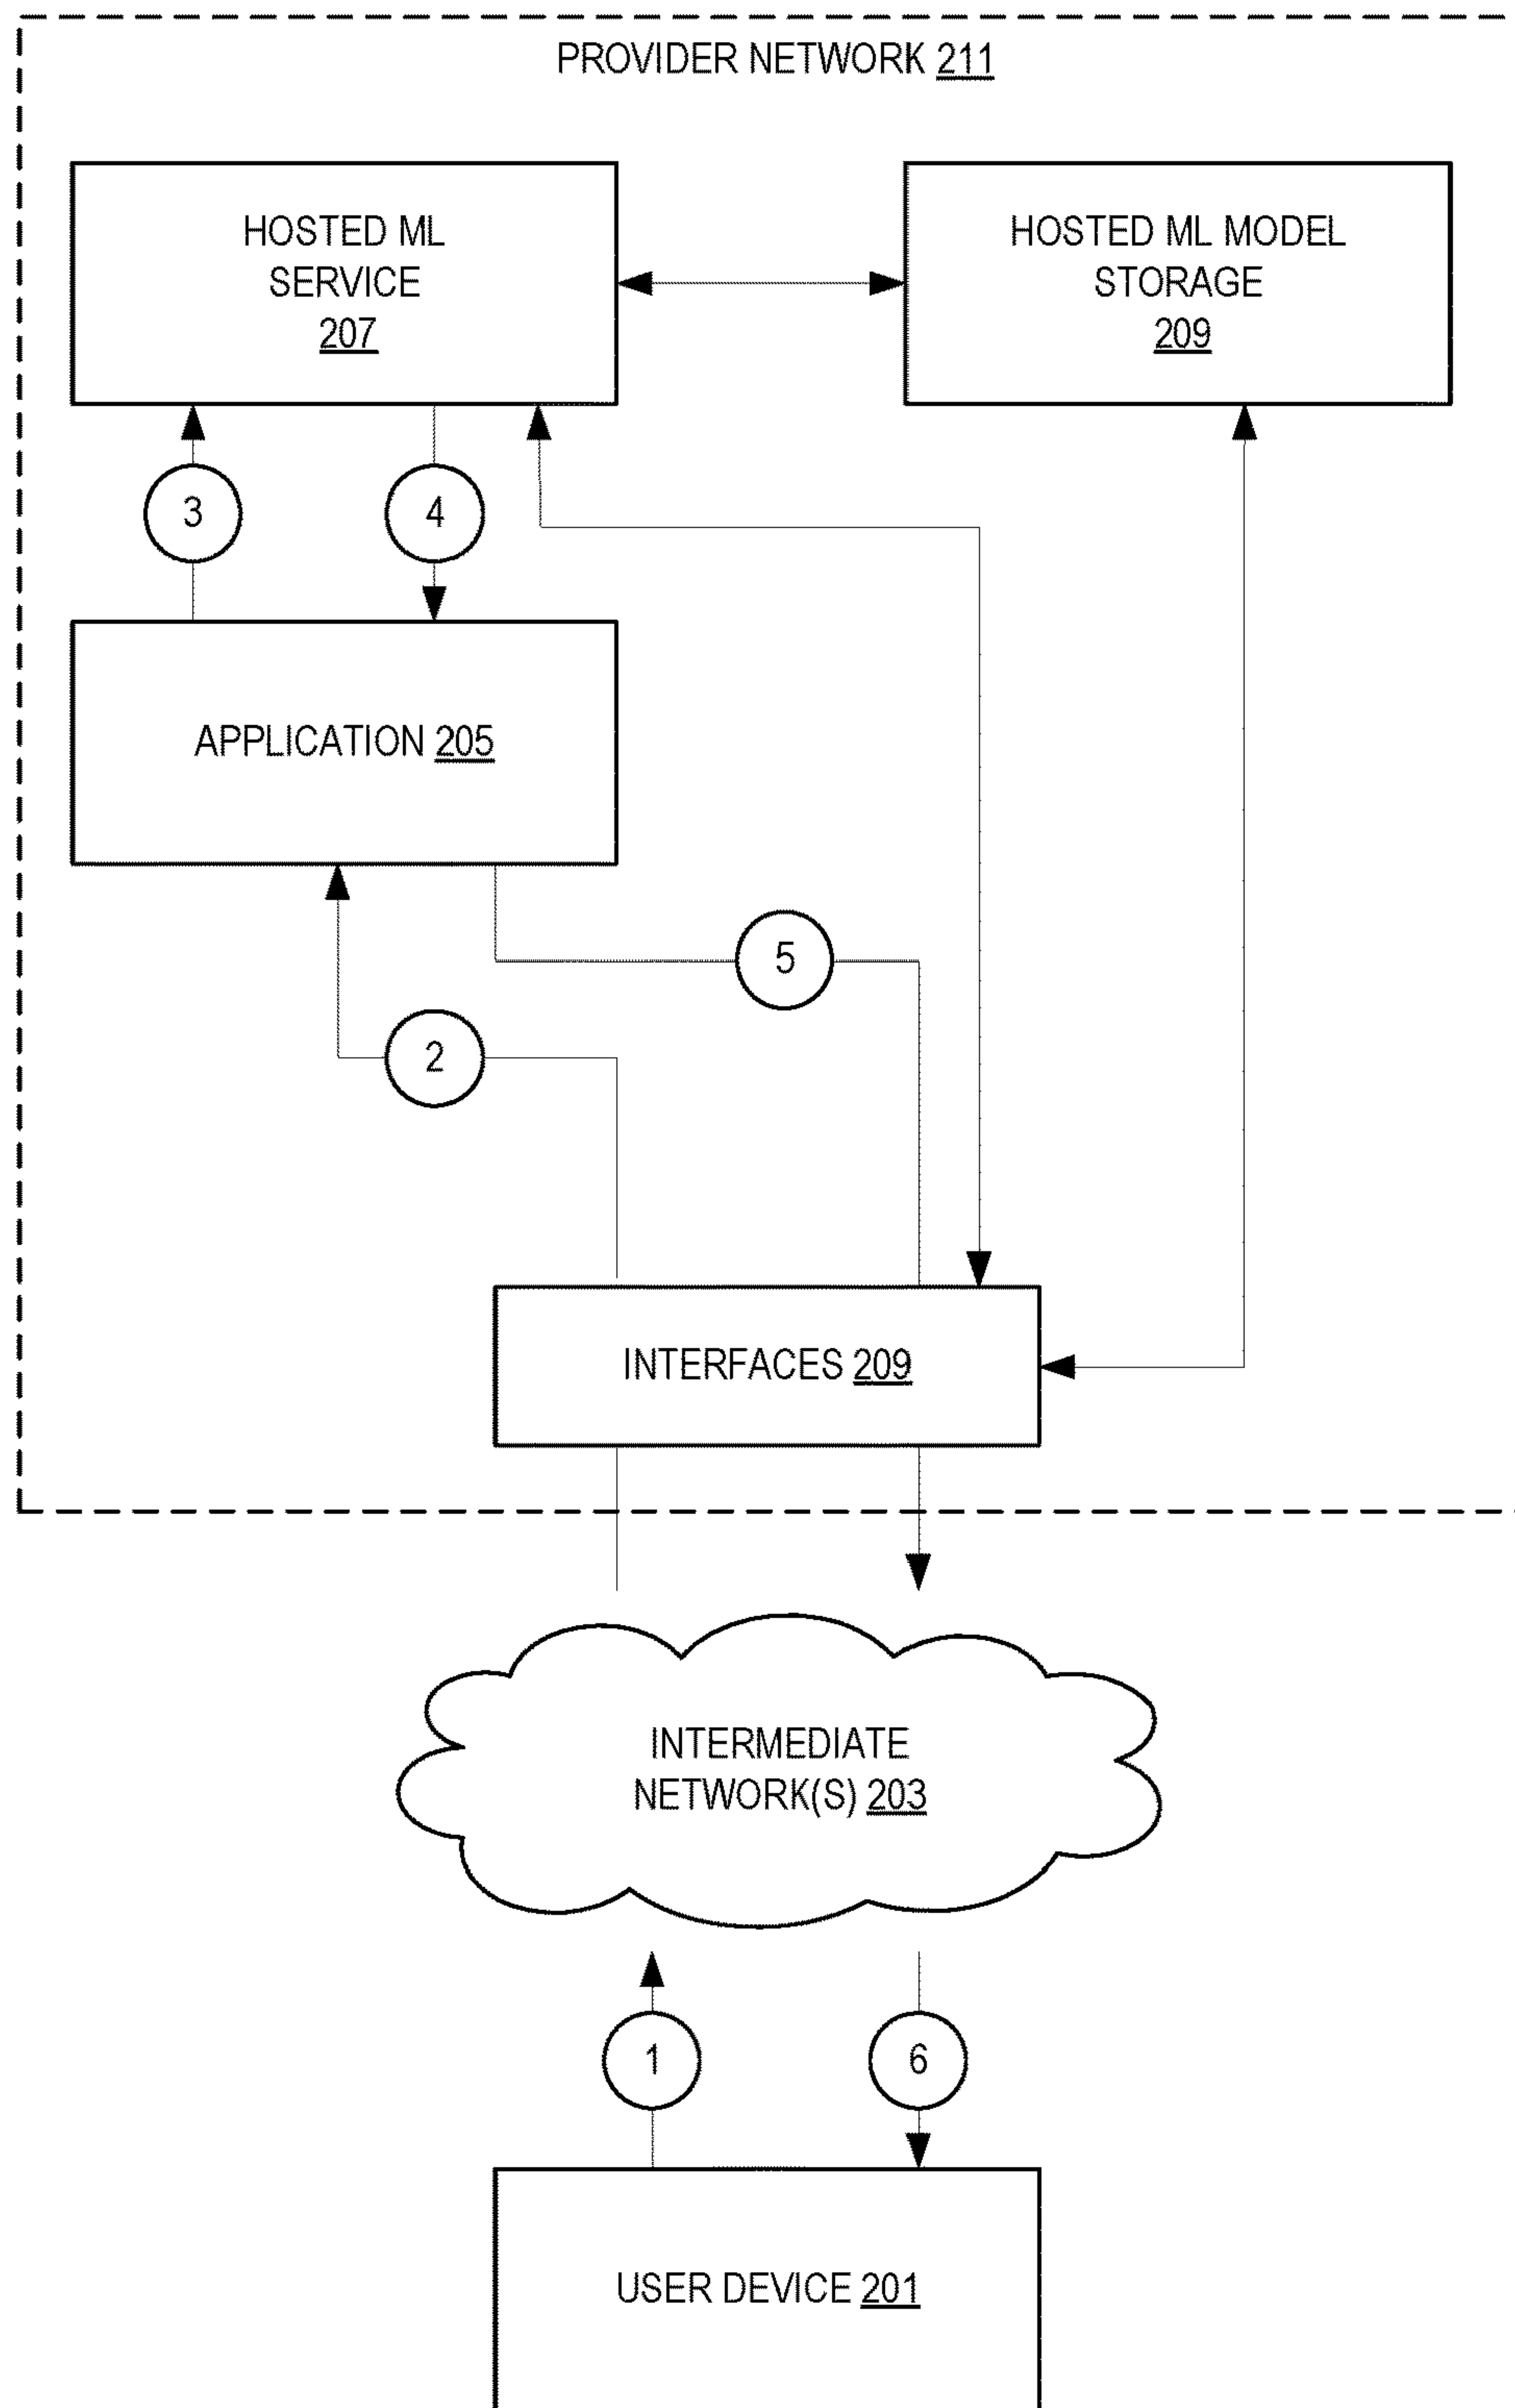 PROVIDER NETWORK 211
HOSTED ML
SERVICE
207
HOSTED ML MODEL
STORAGE
209
3
4
APPLICATION 205
5
2
INTERFACES 209
INTERMEDIATE
NETWORK(S) 203
1
6
USER DEVICE 201